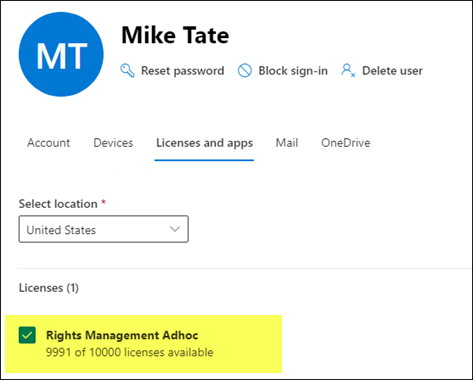 MT
Mike Tate
Reset password Block sign-in Delete user
Account Devices Licenses and apps Mail OneDrive
Select location *
United States
Licenses (1)
Rights Management Adhoc
9991 of 10000 licenses available